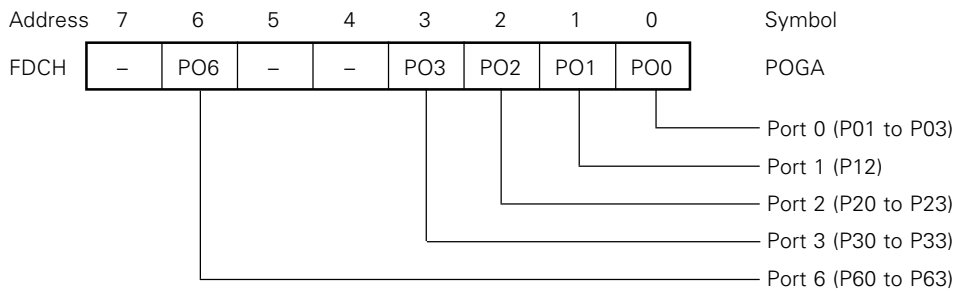 Address 7 6 5 4 3 2 1 0 Symbol
FDCH – PO6 – – PO3 PO2 PO1 PO0 POGA
Port 0 (P01 to P03)
Port 1 (P12)
Port 2 (P20 to P23)
Port 3 (P30 to P33)
Port 6 (P60 to P63)